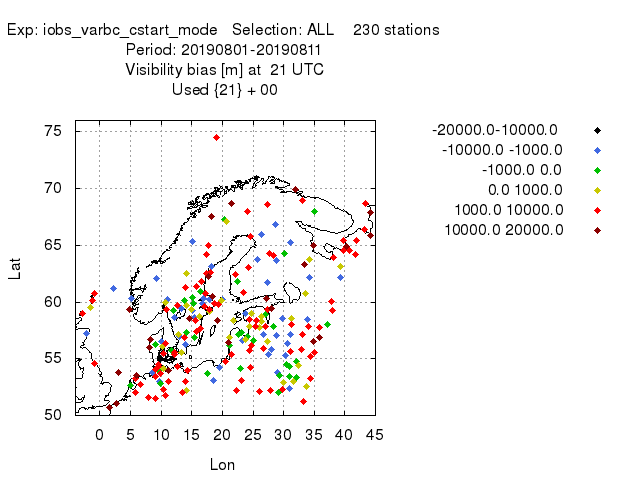 Exp: iobs_varbc_cstart_mode   Selection: ALL    230 stations
Period: 20190801-20190811
Visibility bias [m] at  21 UTC
Used {21} + 00
-20000.0-10000.0
-10000.0 -1000.0
-1000.0 0.0
0.0 1000.0
1000.0 10000.0
10000.0 20000.0
75
70
65
60
55
50
Lat
0 5 10 15 20 25 30 35 40 45
Lon